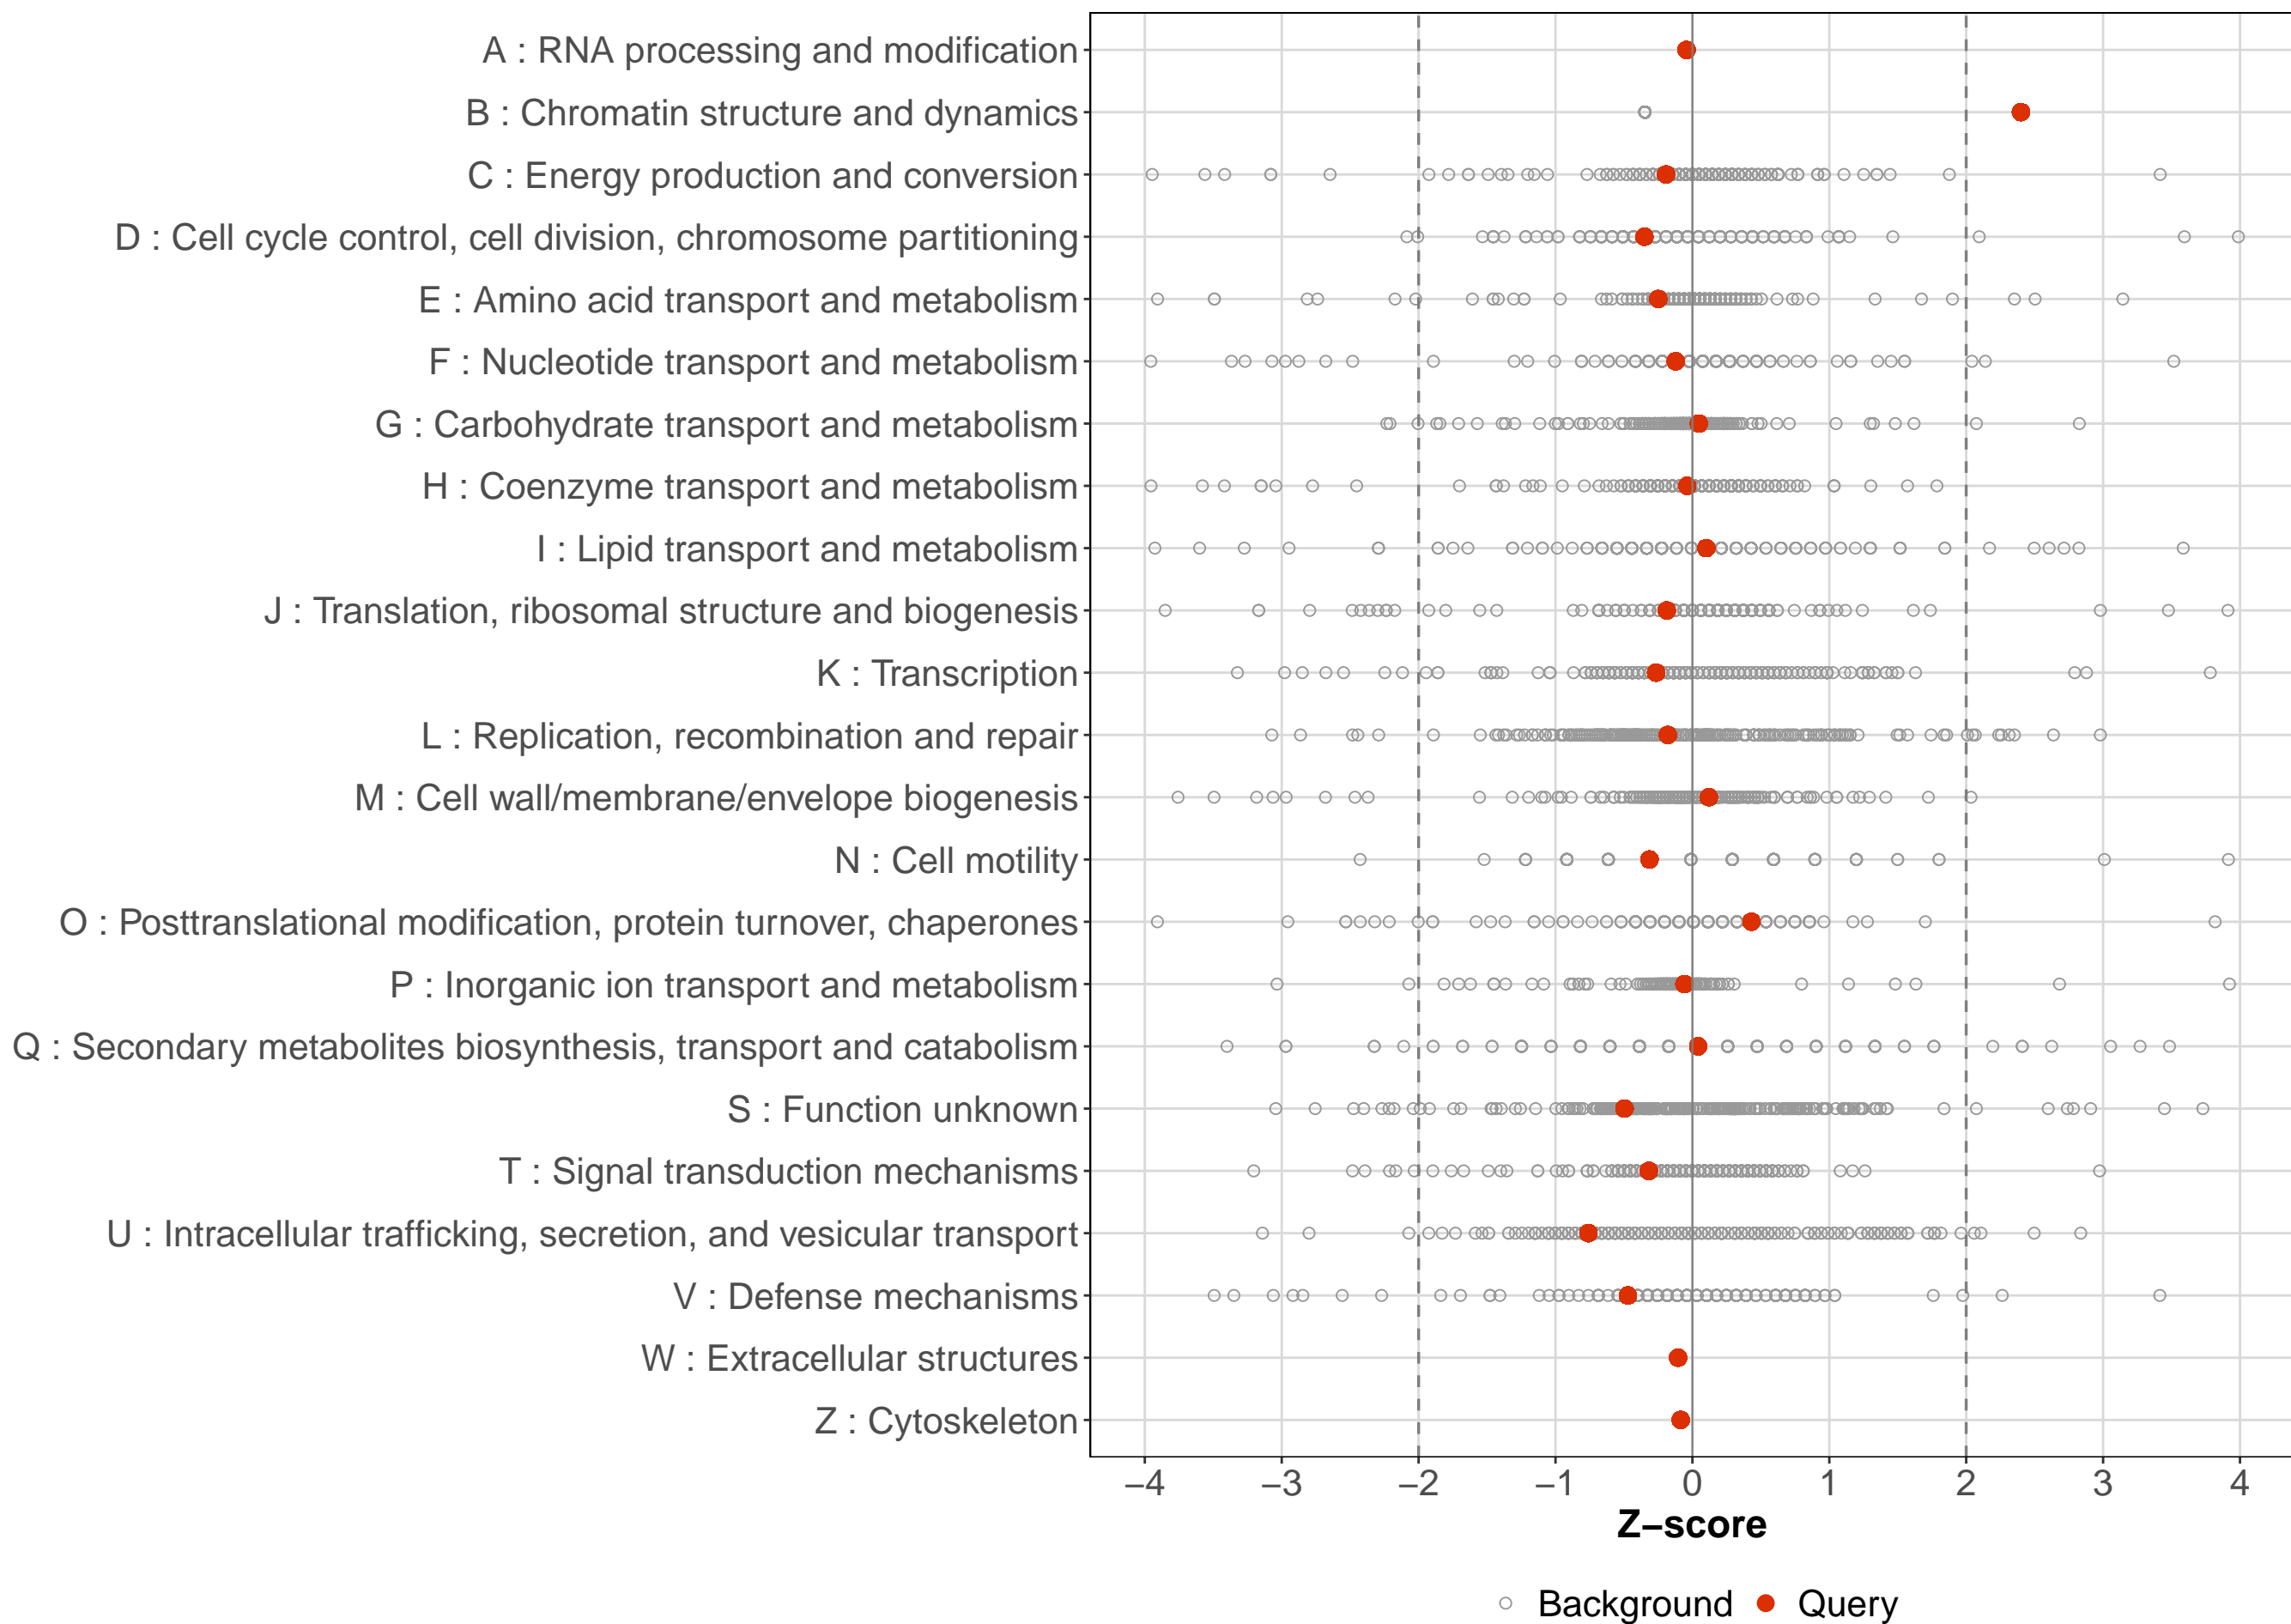 A : RNA processing and modification
B : Chromatin structure and dynamics
C : Energy production and conversion
D : Cell cycle control, cell division, chromosome partitioning
E : Amino acid transport and metabolism
F : Nucleotide transport and metabolism
G : Carbohydrate transport and metabolism
H : Coenzyme transport and metabolism
I : Lipid transport and metabolism
J : Translation, ribosomal structure and biogenesis
K : Transcription
L : Replication, recombination and repair
M : Cell wall/membrane/envelope biogenesis
N : Cell motility
O : Posttranslational modification, protein turnover, chaperones
P : Inorganic ion transport and metabolism
Q : Secondary metabolites biosynthesis, transport and catabolism
S : Function unknown
T : Signal transduction mechanisms
U : Intracellular trafficking, secretion, and vesicular transport
V : Defense mechanisms
W : Extracellular structures
Z : Cytoskeleton
−4 −3 −2 −1 0 1 2 3 4
Z−score
Background Query